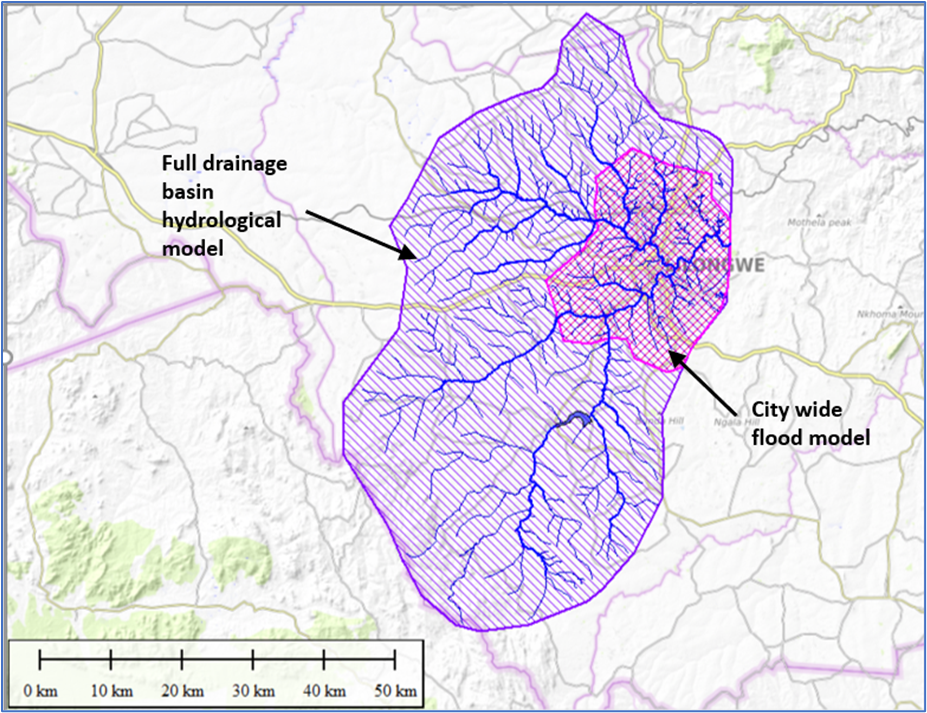 Full drainage
basin
hydrological
model
Mothela peak
Nkhoma Moun
City wide
flood model
Ngala Hill
0 km 10 km 20 km 30 km 40 km 50 km